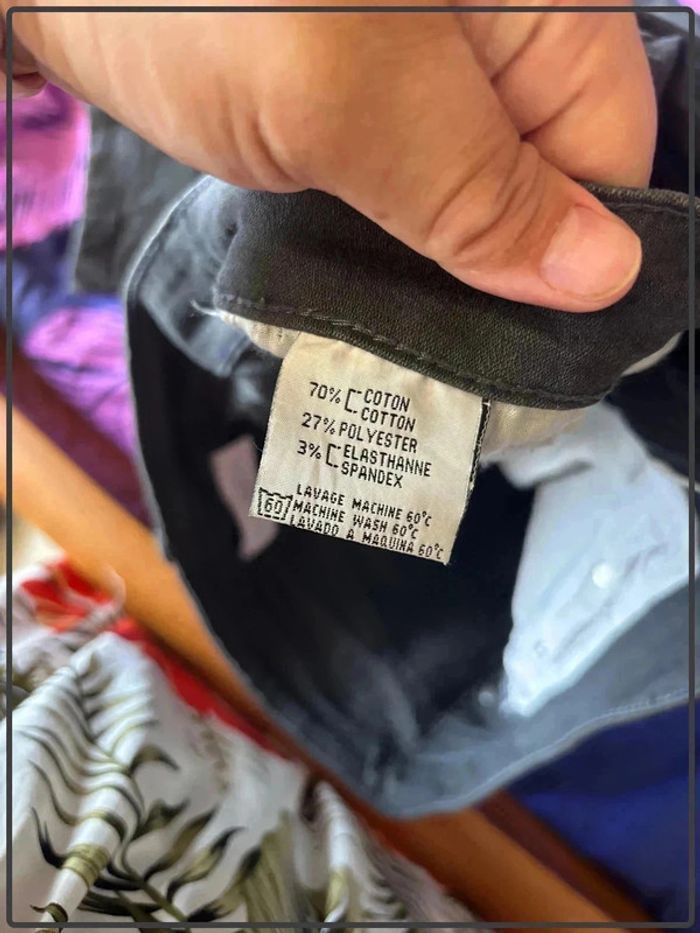 70% COTON
COTTON
27% POLYESTER
3% ELASTHANNE
SPANDEX
LAVAGE MACHINE 60°C
60 MACHINE WASH 60°C
LAVADO A MAQUINA 60°C